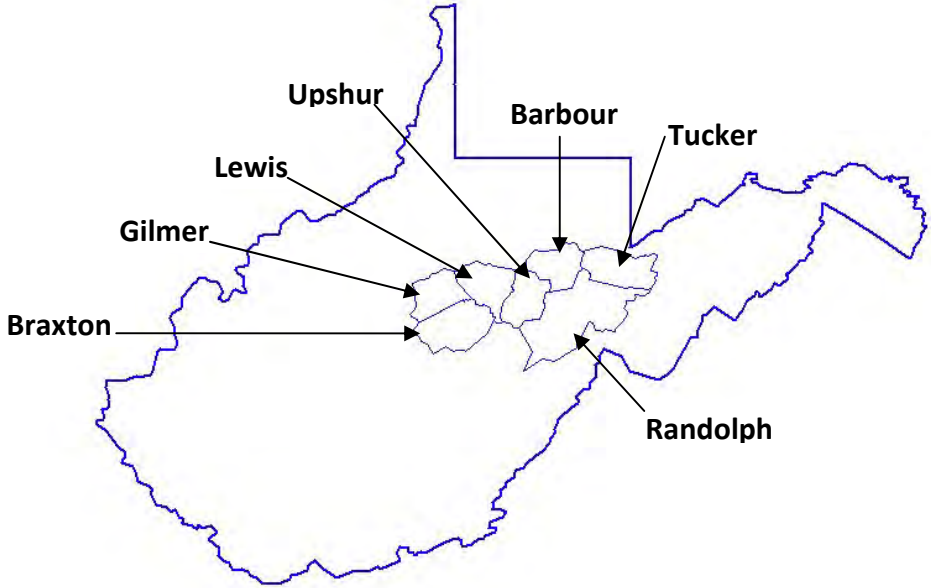 Upshur
Barbour
Tucker
Lewis
Gilmer
Braxton
Randolph